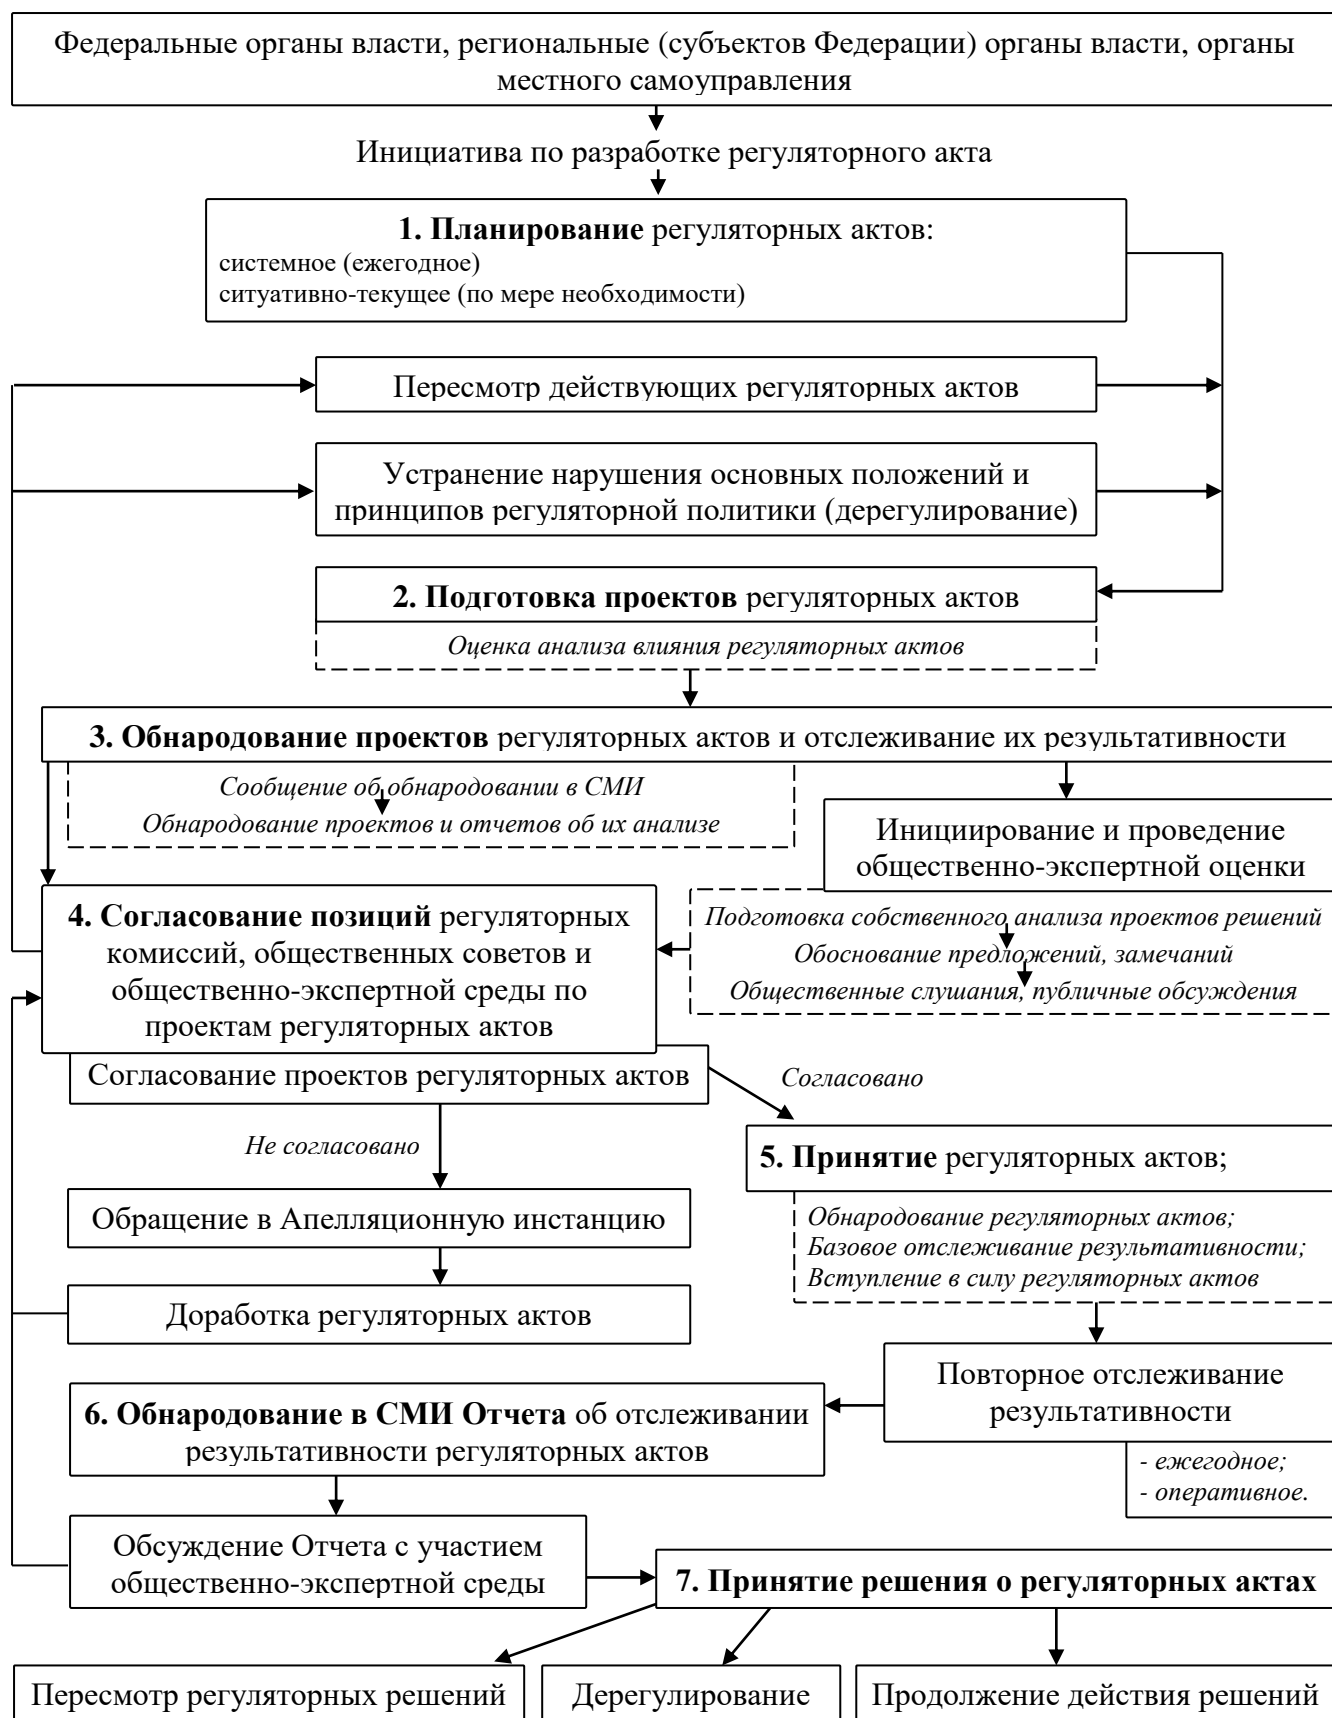 Федеральные органы власти, региональные (субъектов Федерации) органы власти, органы
местного самоуправления
Инициатива по разработке регуляторного акта
1. Планирование регуляторных актов:
системное (ежегодное)
ситуативно-текущее (по мере необходимости)
Пересмотр действующих регуляторных актов
Устранение нарушения основных положений и
принципов регуляторной политики (дерегулирование)
2. Подготовка проектов регуляторных актов
Оценка анализа влияния регуляторных актов
3. Обнародование проектов регуляторных актов и отслеживание их результативности
Сообщение об обнародовании в СМИ
Обнародование проектов и отчетов об их анализе
Инициирование и проведение
общественно-экспертной оценки
4. Согласование позиций регуляторных
комиссий, общественных советов и
общественно-экспертной среды по
проектам регуляторных актов
Подготовка собственного анализа проектов решений
Обоснование предложений, замечаний
Общественные слушания, публичные обсуждения
Согласование проектов регуляторных актов
Согласовано
Не согласовано
5. Принятие регуляторных актов;
Обращение в Апелляционную инстанцию
Обнародование регуляторных актов;
Базовое отслеживание результативности;
Вступление в силу регуляторных актов
Доработка регуляторных актов
Повторное отслеживание
результативности
6. Обнародование в СМИ Отчета об отслеживании
результативности регуляторных актов
- ежегодное;
- оперативное.
Обсуждение Отчета с участием
общественно-экспертной среды
7. Принятие решения о регуляторных актах
Пересмотр регуляторных решений
Дерегулирование
Продолжение действия решений